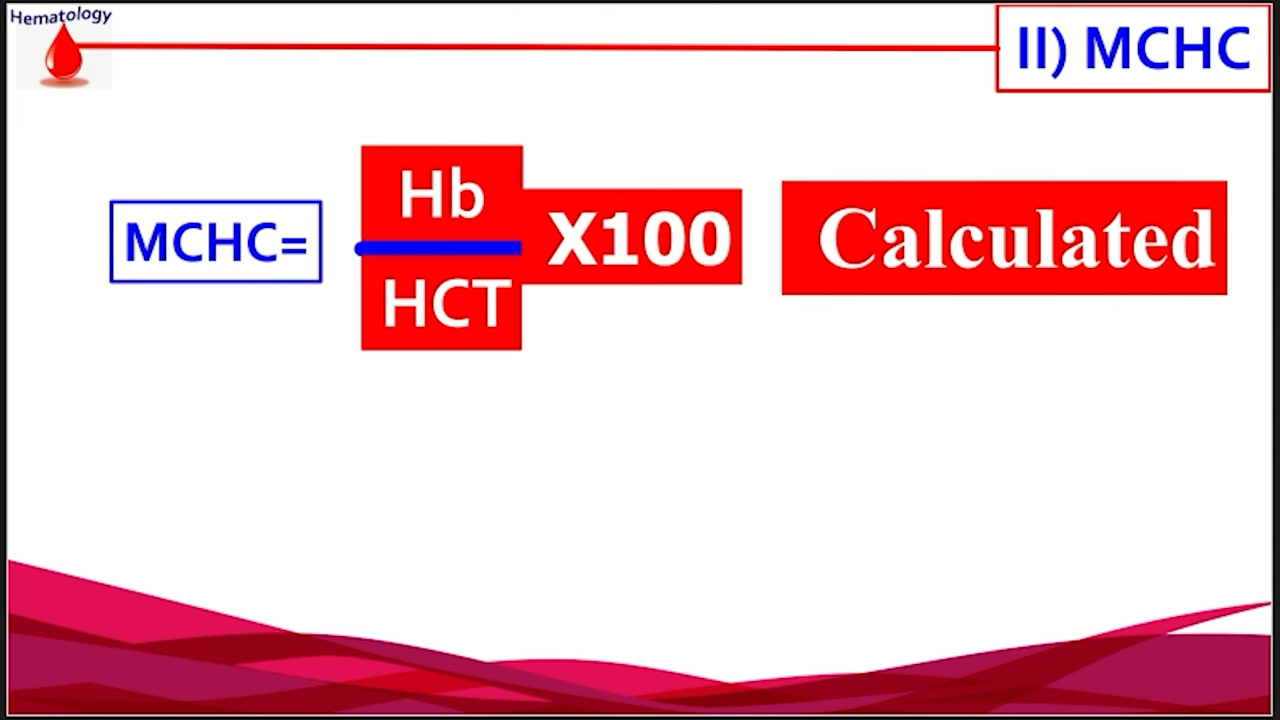 Hematology
II) MCHC
Hb
MCHC=
X100
Calculated
HCT